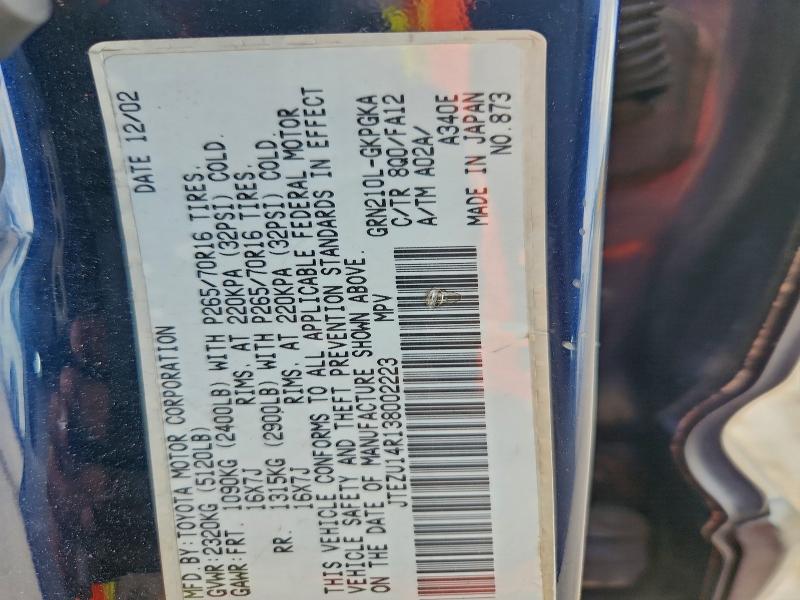 MFD.BY:TOYOTA MOTOR CORPORATION DATE 12/02
GVWR:2320KG (5120LB)
GAWR:FRT. 1090KG (2400LB) WITH P265/70R16 TIRES.
16X7J RIMS. AT 220KPA (32PSI) COLD.
RR. 1315KG (2900LB) WITH P265/70R16 TIRES.
16X7J RIMS. AT 220KPA (32PSI) COLD.
THIS VEHICLE CONFORMS TO ALL APPLICABLE FEDERAL MOTOR
VEHICLE SAFETY AND THEFT PREVENTION STANDARDS IN EFFECT
ON THE DATE OF MANUFACTURE SHOWN ABOVE. GRN210L-GKPGKA
JTEZU14R138002223 MPV C/TR 8Q0/FA12
A/TM A02A/
A340E
MADE IN JAPAN
NO.873